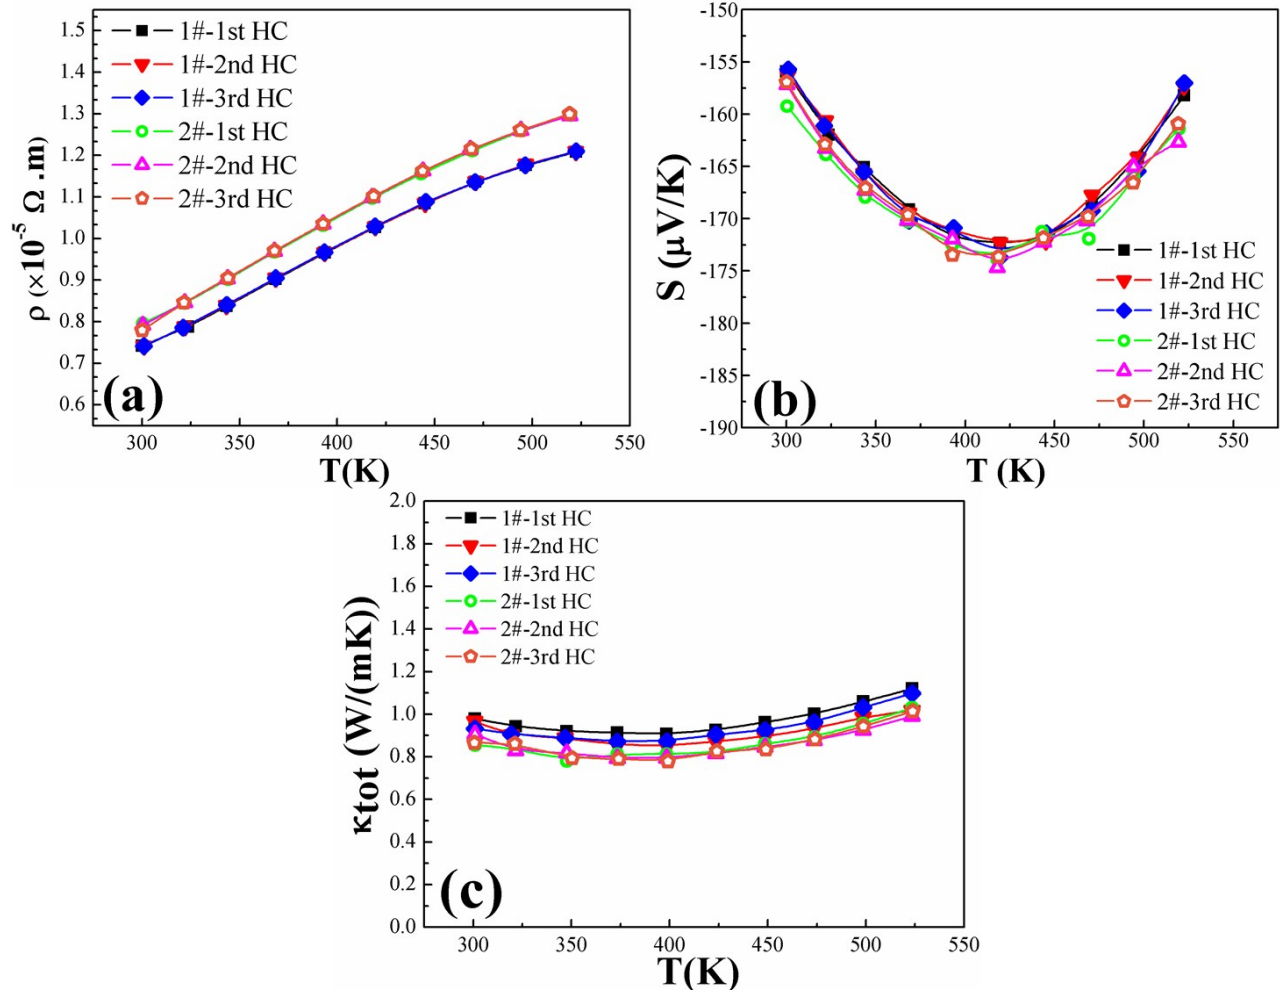 1.5
1.4
1.3
1.2
1.1
1.0
0.9
0.8
0.7
0.6
ρ (×10⁻⁵ Ω .m)
1#-1st HC
1#-2nd HC
1#-3rd HC
2#-1st HC
2#-2nd HC
2#-3rd HC
(a)
300 350 400 450 500 550
T(K)
-150
-155
-160
-165
-170
-175
-180
-185
-190
S (μV/K)
1#-1st HC
1#-2nd HC
1#-3rd HC
2#-1st HC
2#-2nd HC
2#-3rd HC
(b)
300 350 400 450 500 550
T (K)
2.0
1.8
1.6
1.4
1.2
1.0
0.8
0.6
0.4
0.2
0.0
κtot (W/(mK))
1#-1st HC
1#-2nd HC
1#-3rd HC
2#-1st HC
2#-2nd HC
2#-3rd HC
(c)
300 350 400 450 500 550
T(K)